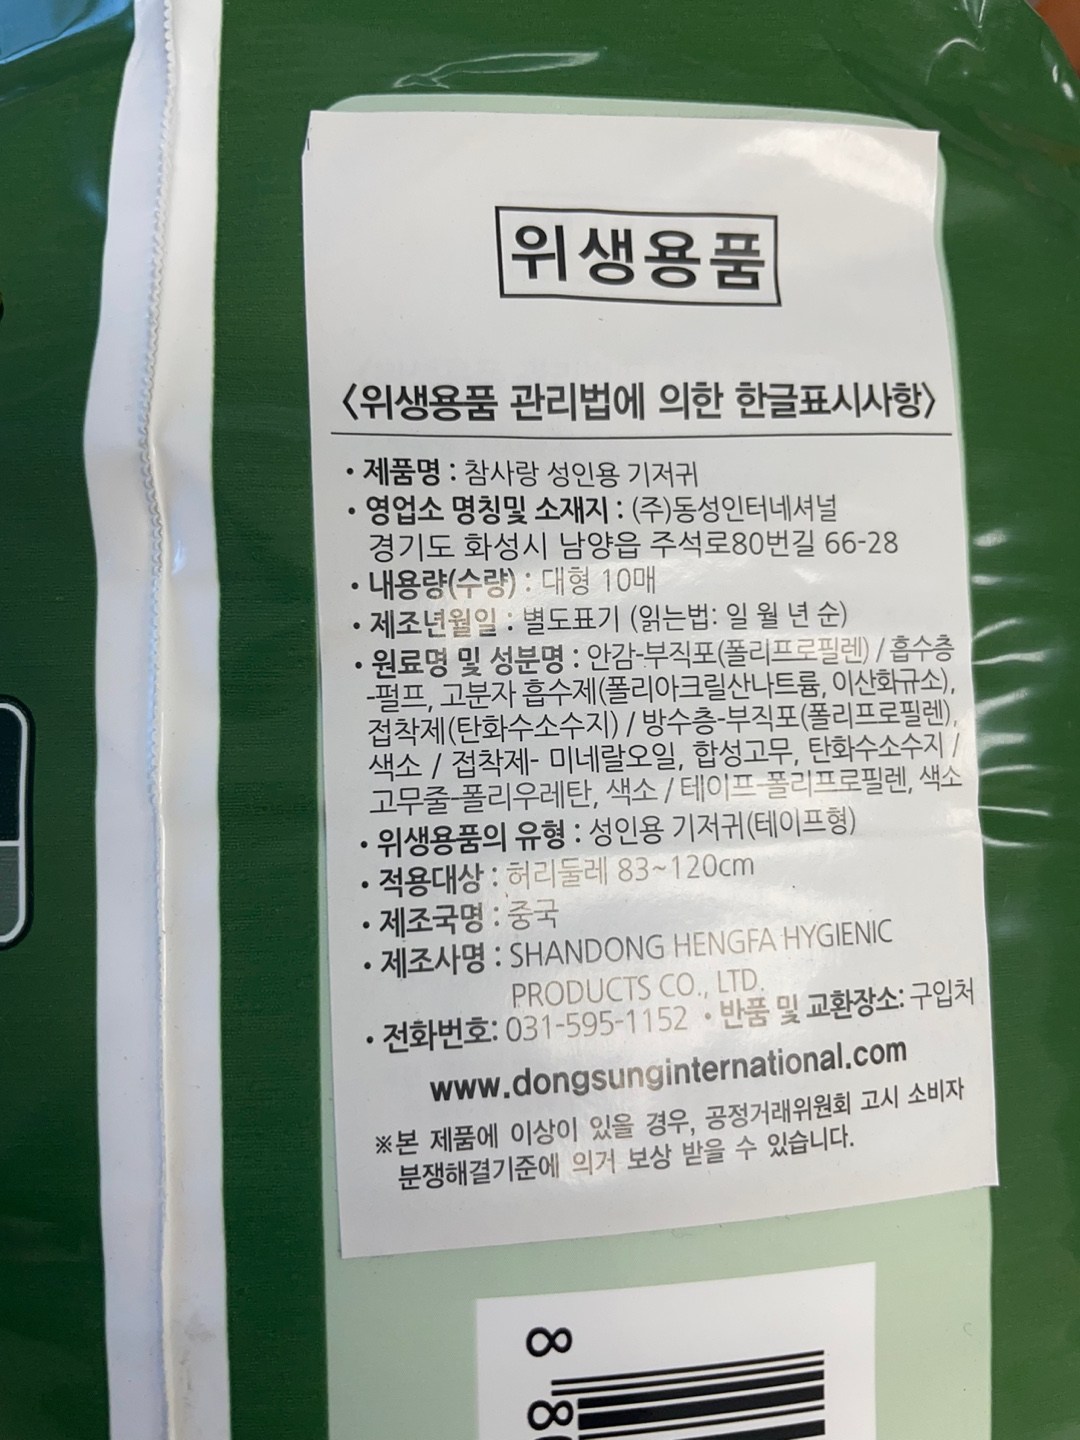 위생용품
<위생용품 관리법에 의한 한글표시사항>
• 제품명 : 참사랑 성인용 기저귀
• 영업소 명칭및 소재지 : (주)동성인터네셔널
경기도 화성시 남양읍 주석로80번길 66-28
• 내용량(수량) : 대형 10매
• 제조년월일 : 별도표기 (읽는법: 일 월 년 순)
• 원료명 및 성분명 : 안감-부직포(폴리프로필렌) / 흡수층
-펄프, 고분자 흡수제(폴리아크릴산나트륨, 이산화규소),
접착제(탄화수소수지) / 방수층-부직포(폴리프로필렌),
색소 / 접착제- 미네랄오일, 합성고무, 탄화수소수지 /
고무줄-폴리우레탄, 색소 / 테이프-폴리프로필렌, 색소
• 위생용품의 유형 : 성인용 기저귀(테이프형)
• 적용대상 : 허리둘레 83~120cm
• 제조국명 : 중국
• 제조사명 : SHANDONG HENGFA HYGIENIC
PRODUCTS CO., LTD.
• 전화번호: 031-595-1152 • 반품 및 교환장소: 구입처
www.dongsunginternational.com
※본 제품에 이상이 있을 경우, 공정거래위원회 고시 소비자
분쟁해결기준에 의거 보상 받을 수 있습니다.
8
8